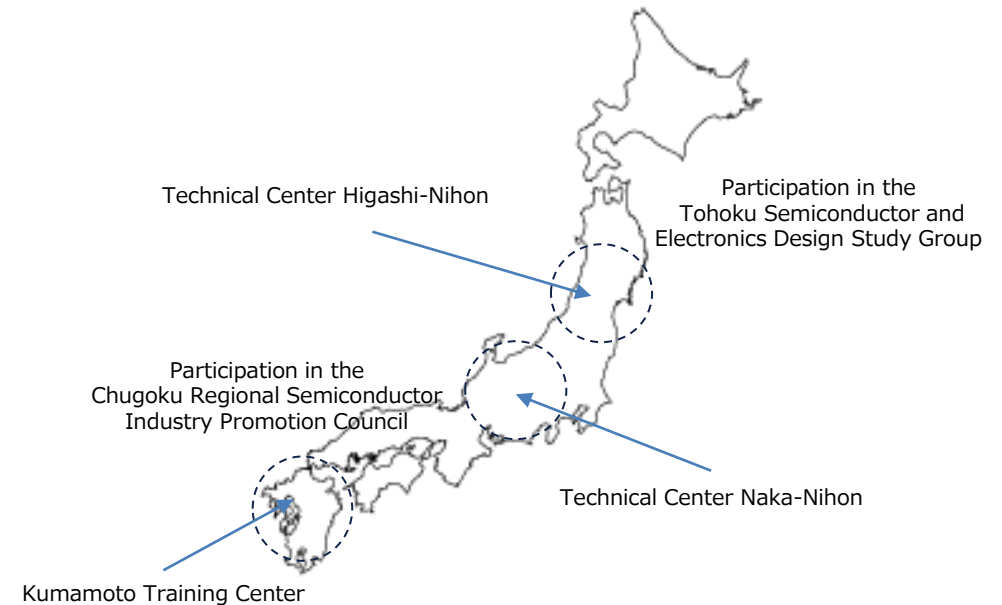 Technical Center Higashi-Nihon
Participation in the
Tohoku Semiconductor and
Electronics Design Study Group
Participation in the
Chugoku Regional Semiconductor
Industry Promotion Council
Technical Center Naka-Nihon
Kumamoto Training Center